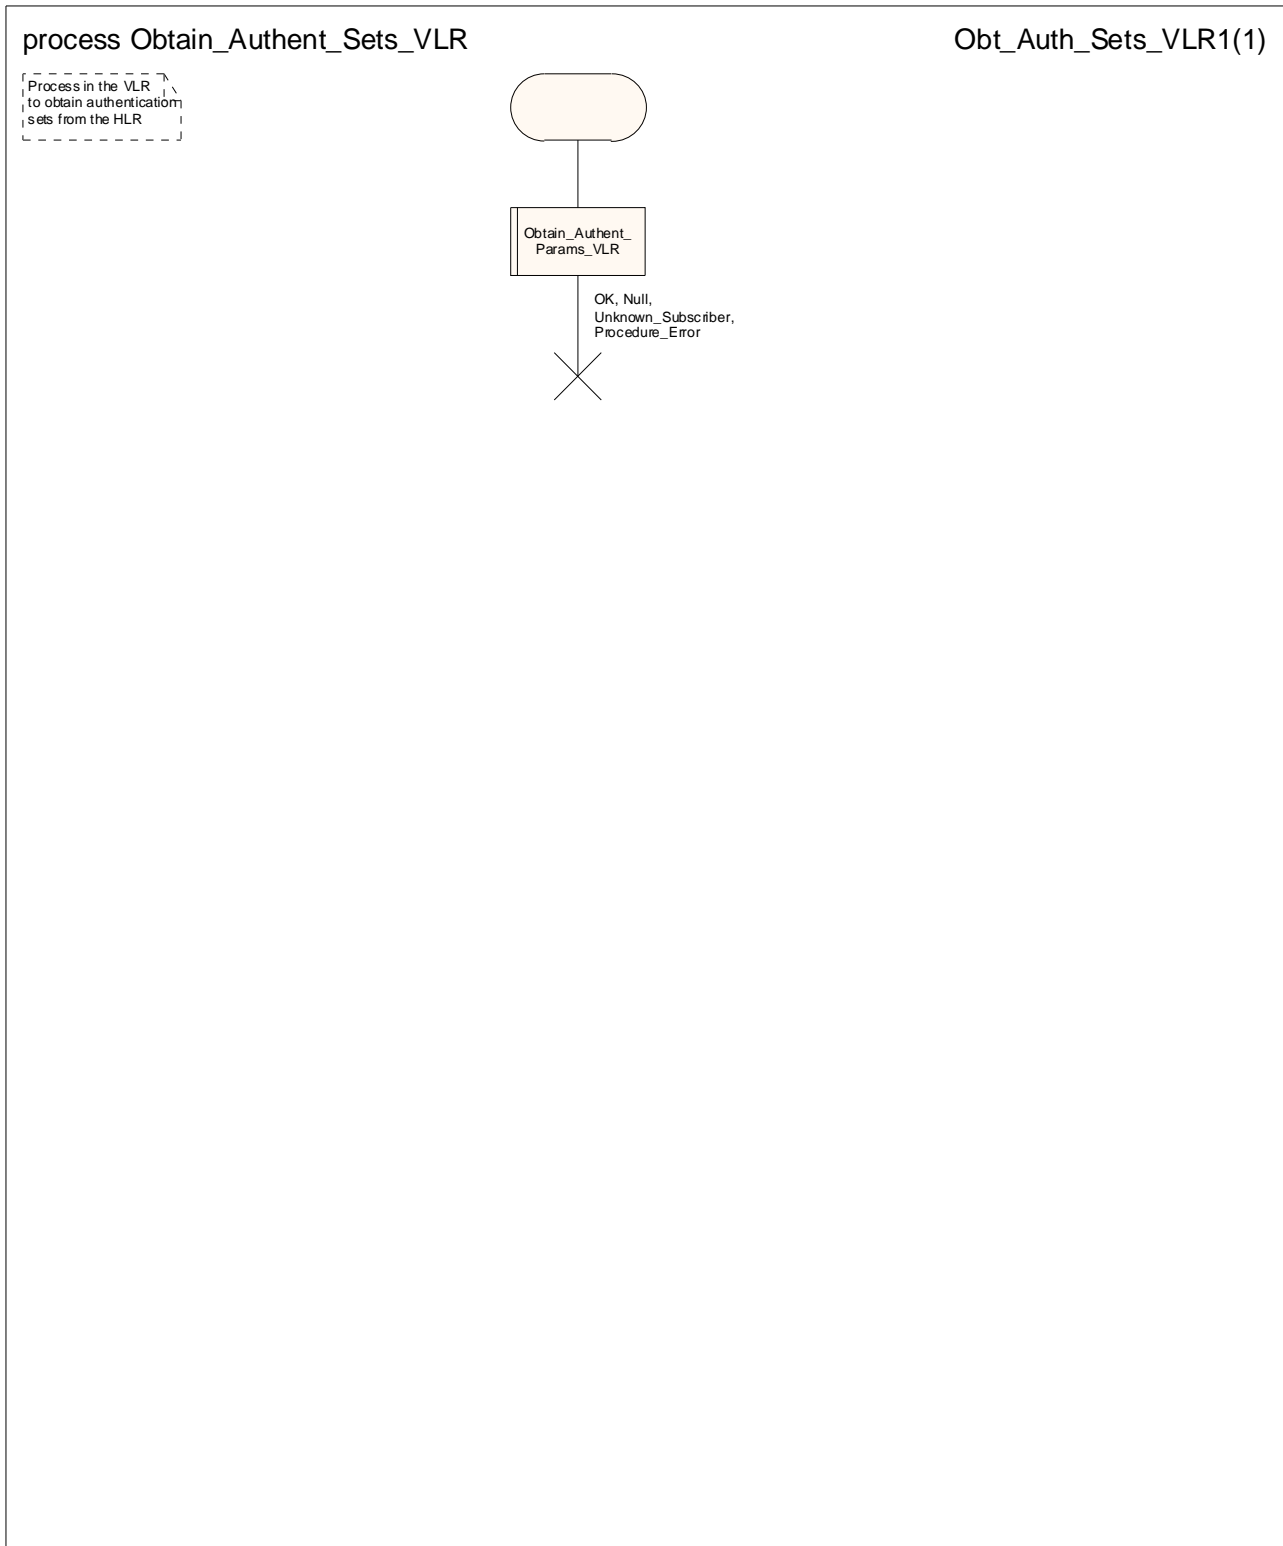 process Obtain_Authent_Sets_VLR
Obt_Auth_Sets_VLR1(1)
Process in the VLR
to obtain authentication
sets from the HLR
Obtain_Authent_
Params_VLR
OK, Null,
Unknown_Subscriber,
Procedure_Error